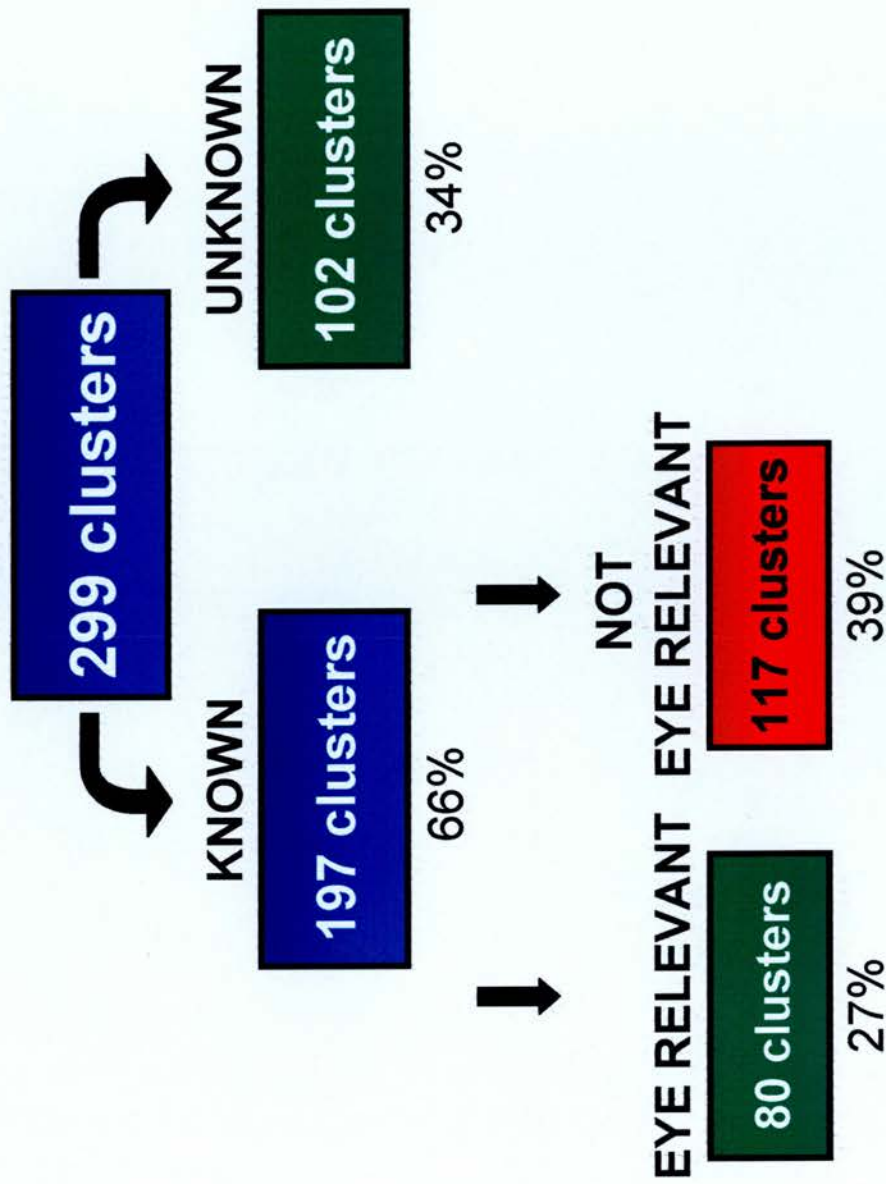 299 clusters
KNOWN
UNKNOWN
197 clusters
102 clusters
66%
34%
EYE RELEVANT
NOT
EYE RELEVANT
80 clusters
117 clusters
27%
39%